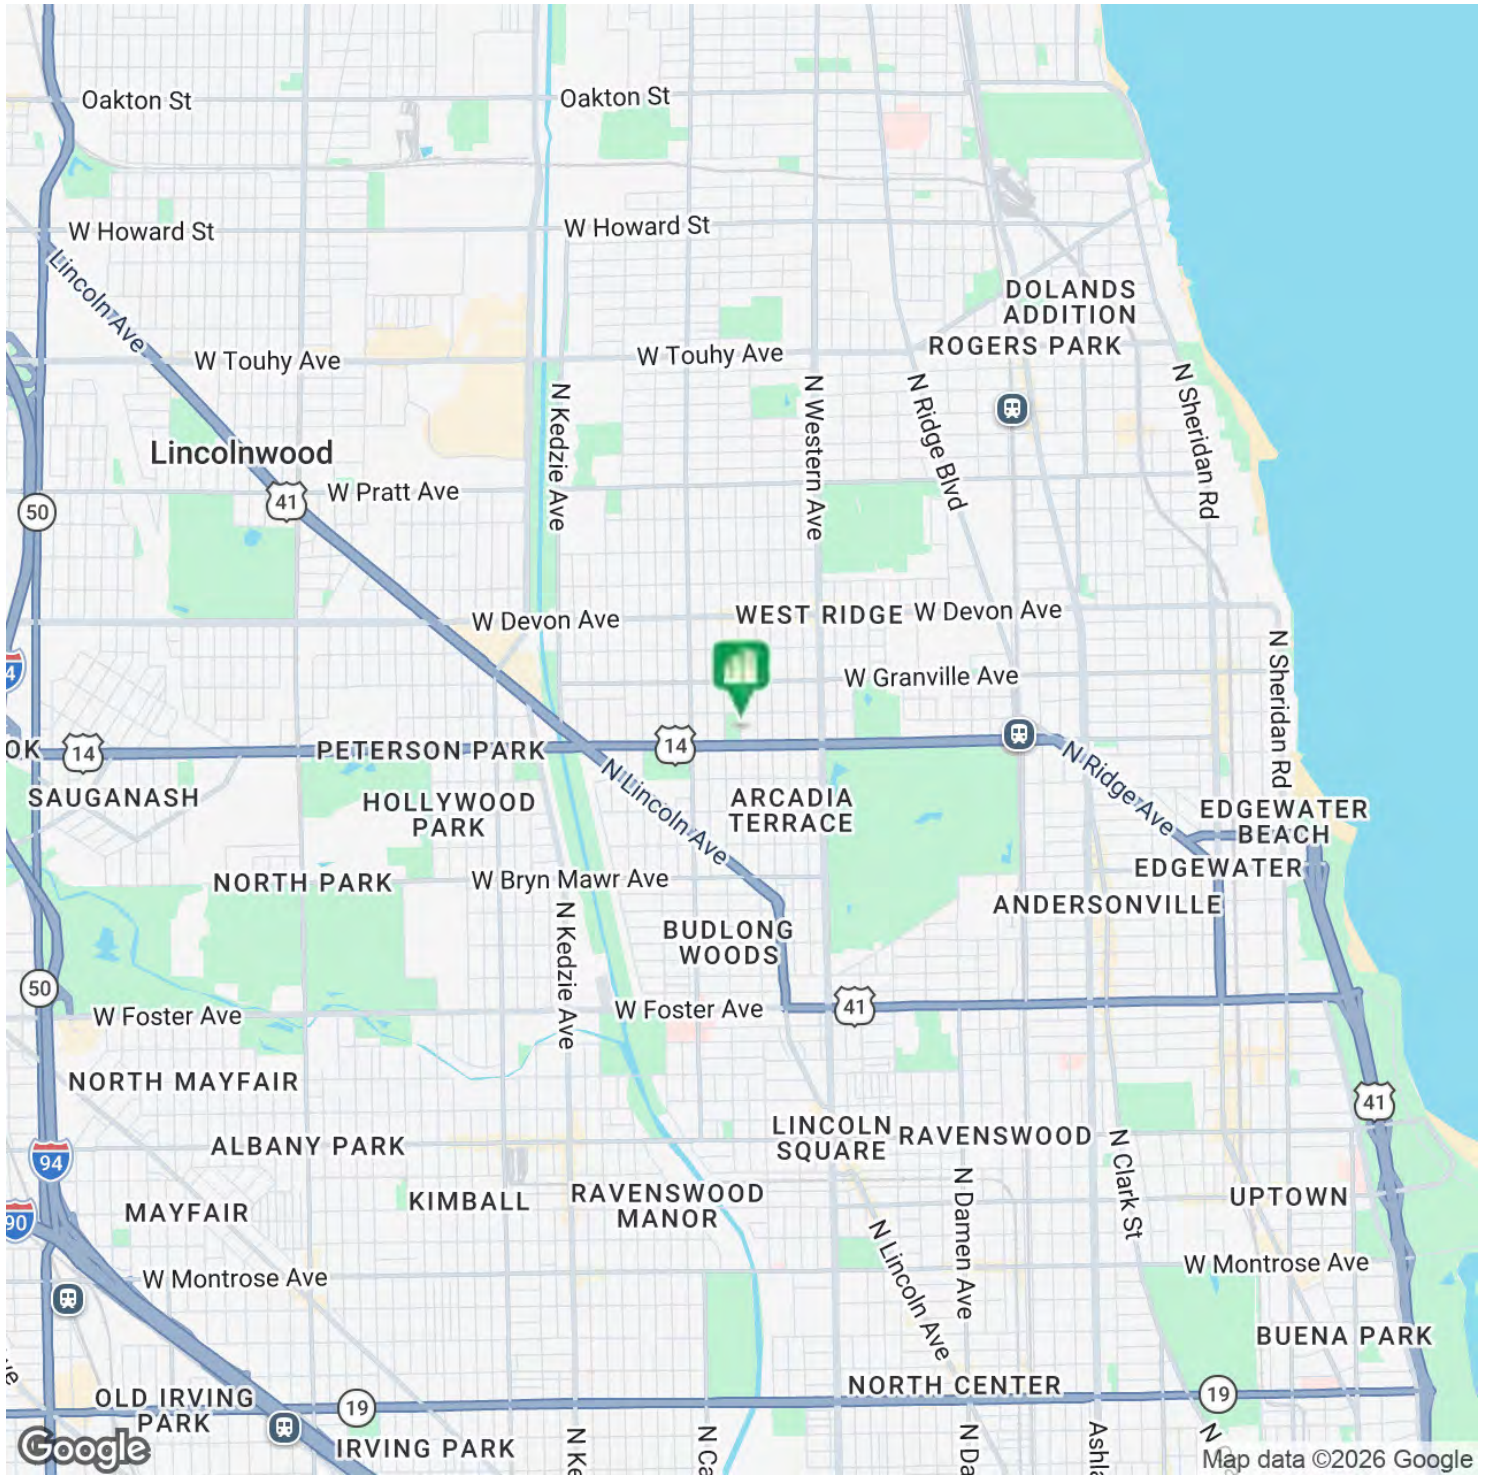 Oakton St
Oakton St
W Howard St
W Howard St
Lincoln Ave
DOLANDS
ADDITION
ROGERS PARK
W Touhy Ave
W Touhy Ave
N Kedzie Ave
N Western Ave
N Ridge Blvd
N Sheridan Rd
Lincolnwood
W Pratt Ave
41
50
W Devon Ave
WEST RIDGE
W Devon Ave
N Sheridan Rd
4
W Granville Ave
OK
14
PETERSON PARK
14
N Lincoln Ave
N Ridge Ave
SAUGANASH
HOLLYWOOD
PARK
ARCADIA
TERRACE
EDGEWATER
BEACH
EDGEWATER
NORTH PARK
W Bryn Mawr Ave
ANDERSONVILLE
N Kedzie Ave
BUDLONG
WOODS
50
W Foster Ave
W Foster Ave
41
NORTH MAYFAIR
41
LINCOLN
SQUARE
RAVENSWOOD
ALBANY PARK
94
N Clark St
N Damen Ave
KIMBALL
RAVENSWOOD
MANOR
UPTOWN
MAYFAIR
90
N Lincoln Ave
W Montrose Ave
W Montrose Ave
BUENA PARK
NORTH CENTER
19
OLD IRVING
PARK
19
IRVING PARK
N Ke
N Ca
N Da
Ashla
Google
Map data ©2026 Google